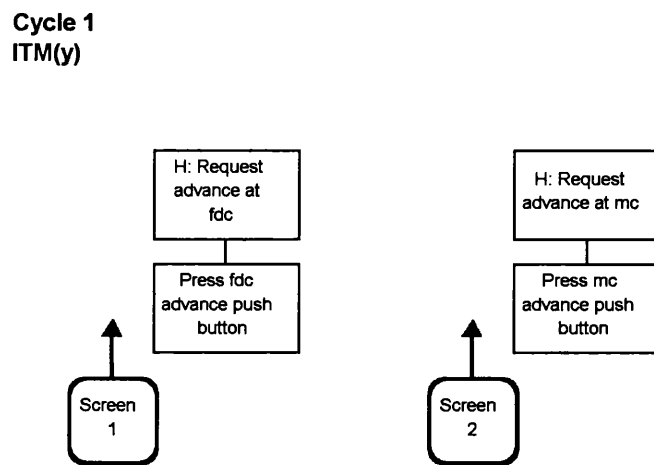 Cycle 1
ITM(y)
H: Request
advance at
fdc
Press fdc
advance push
button
Screen
1
H: Request
advance at mc
Press mc
advance push
button
Screen
2